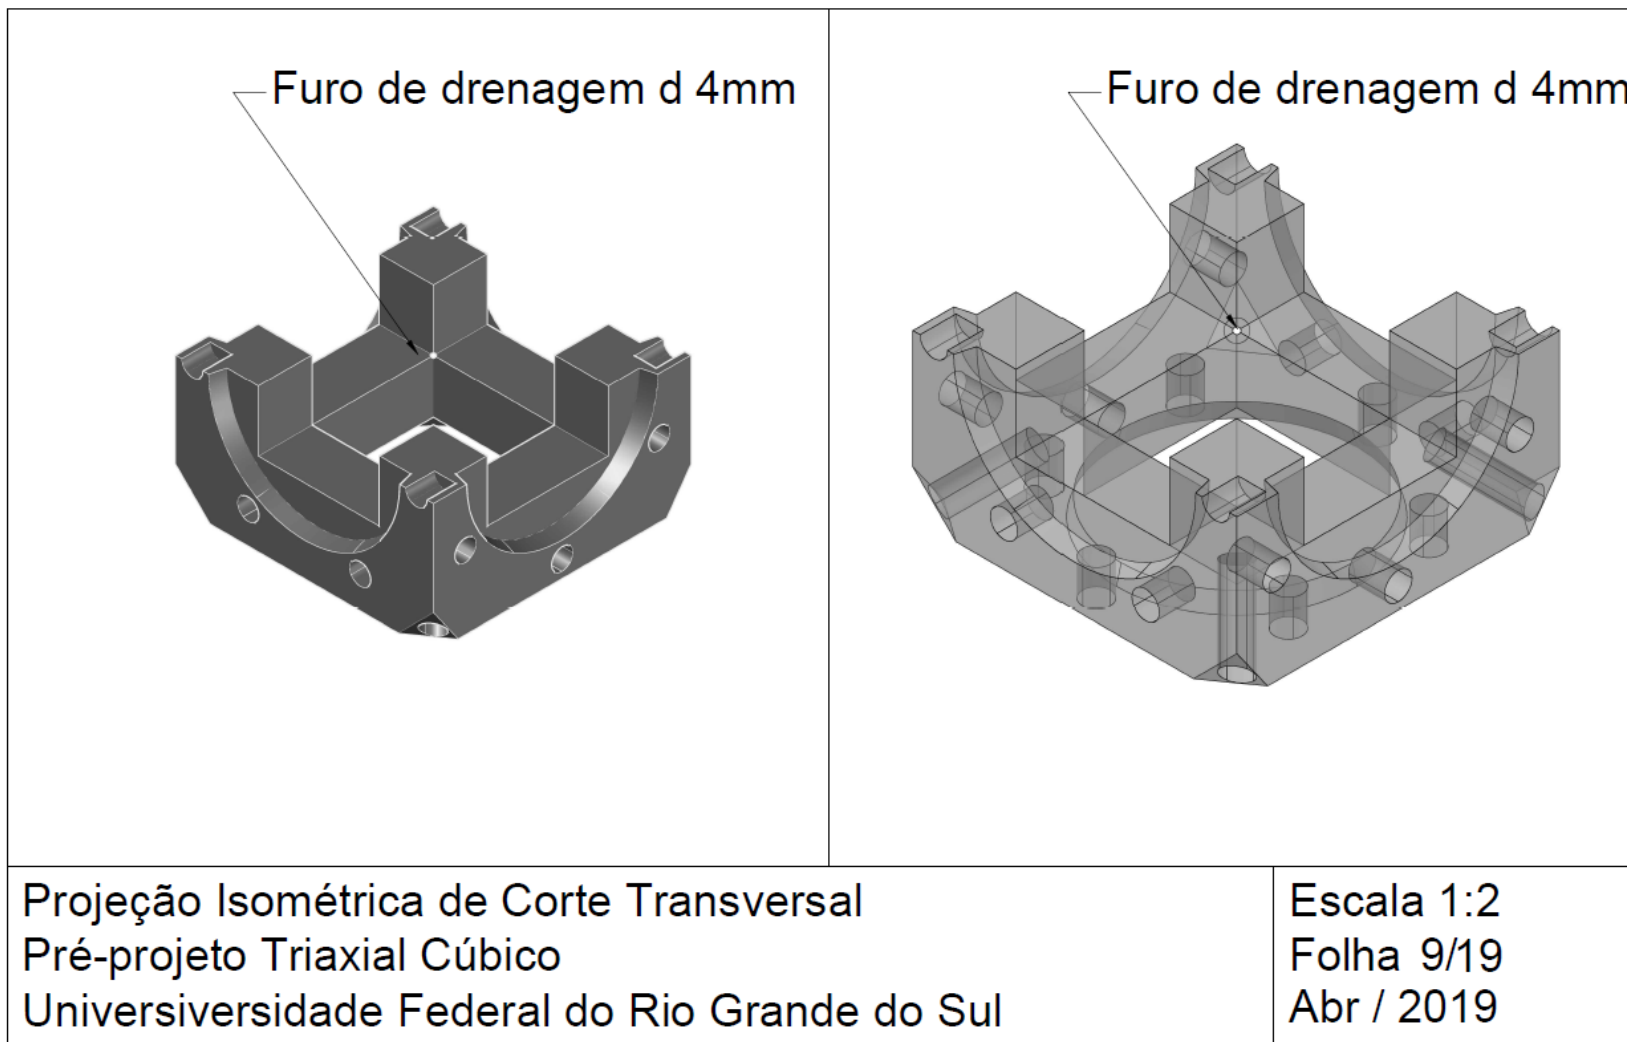 Furo de drenagem d 4mm
Furo de drenagem d 4mm
Projeção Isométrica de Corte Transversal
Pré-projeto Triaxial Cúbico
Universiversidade Federal do Rio Grande do Sul
Escala 1:2
Folha 9/19
Abr / 2019